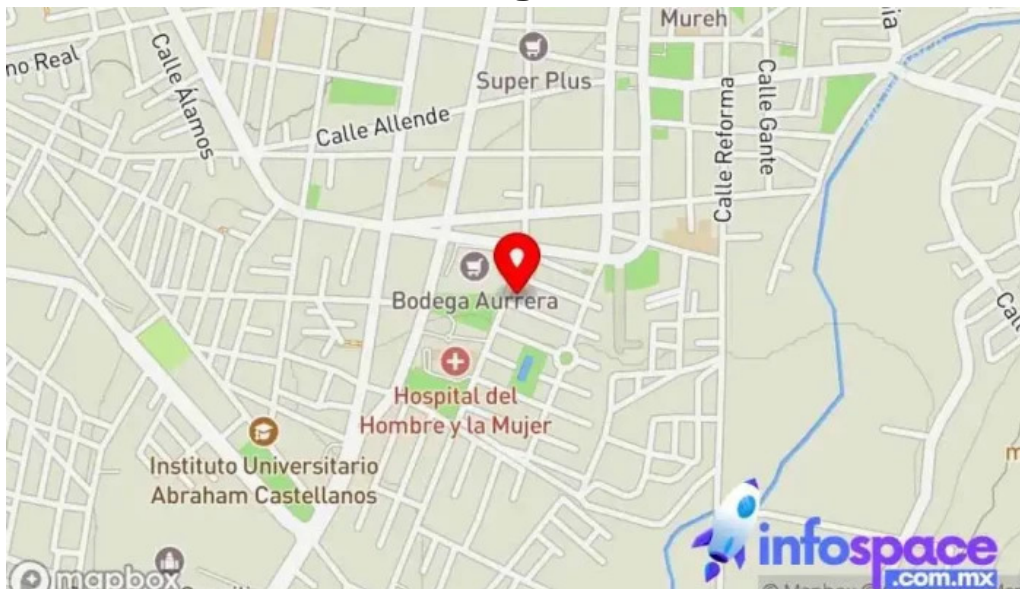 Mureh
Super Plus
no Real
Calle Álamos
Calle Allende
Calle Reforma
Calle Gante
Bodega Aurrera
Hospital del
Hombre y la Mujer
Instituto Universitario
Abraham Castellanos
mapbox
infospace
.com.mx
© Mapbox